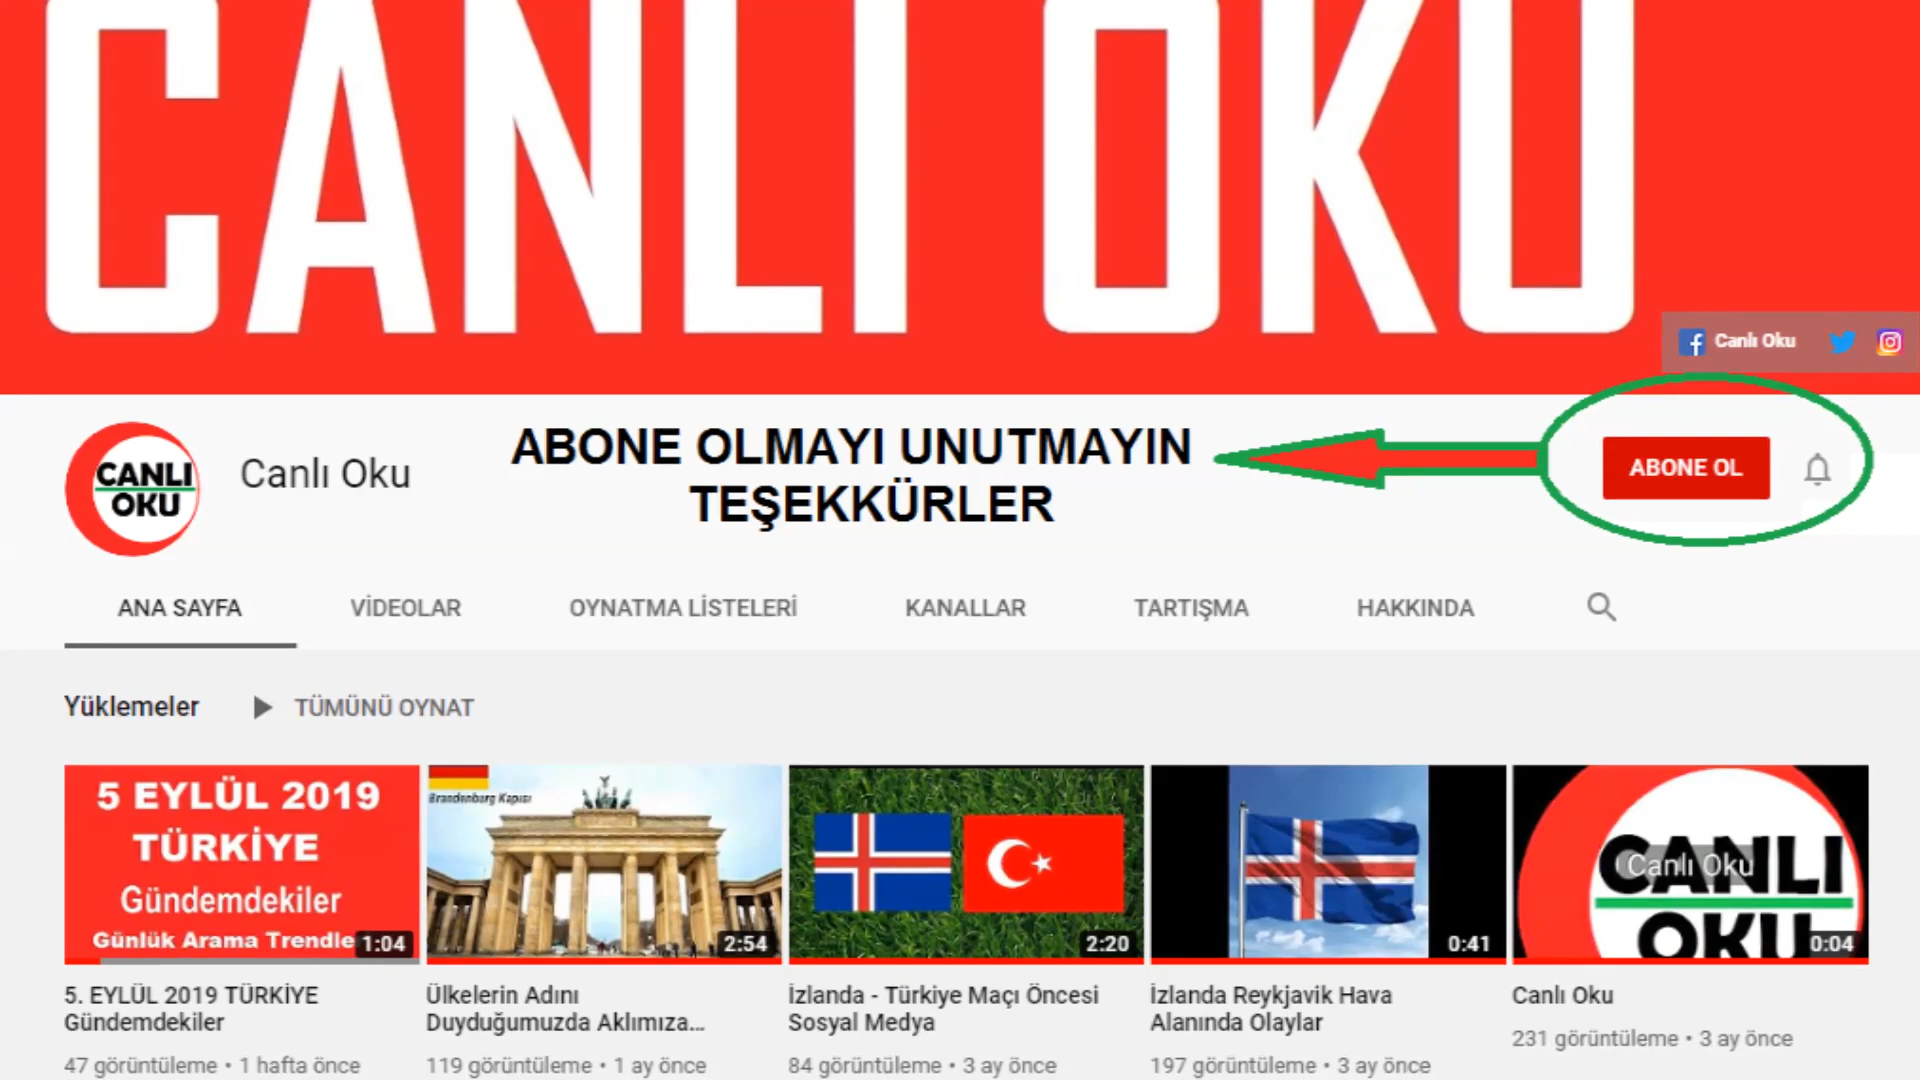 CANLI OKU
Canlı Oku
CANLI
OKU
Canlı Oku
ABONE OLMAYI UNUTMAYIN
TEŞEKKÜRLER
ABONE OL
ANA SAYFA
VİDEOLAR
OYNATMA LİSTELERİ
KANALLAR
TARTIŞMA
HAKKINDA
Yüklemeler
TÜMÜNÜ OYNAT
5 EYLÜL 2019
TÜRKİYE
Gündemdekiler
Günlük Arama Trendle
1:04
Brandenburg Kapısı
2:54
2:20
0:41
CANLI
Canlı Oku
OKU
0:04
5. EYLÜL 2019 TÜRKİYE
Gündemdekiler
47 görüntüleme • 1 hafta önce
Ülkelerin Adını
Duyduğumuzda Aklımıza...
119 görüntüleme • 1 ay önce
İzlanda - Türkiye Maçı Öncesi
Sosyal Medya
84 görüntüleme • 3 ay önce
İzlanda Reykjavik Hava
Alanında Olaylar
197 görüntüleme • 3 ay önce
Canlı Oku
231 görüntüleme • 3 ay önce